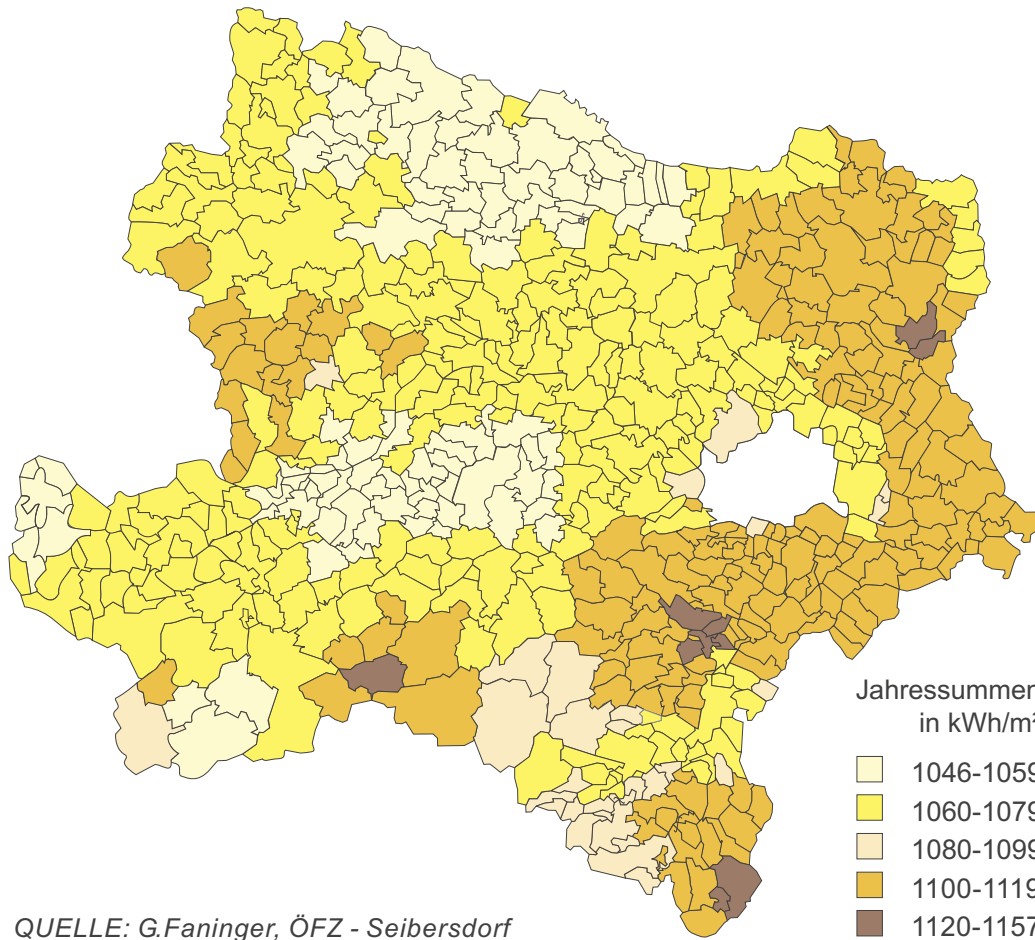 Jahressummen
in kWh/m²
1046-1059
1060-1079
1080-1099
1100-1119
1120-1157
QUELLE: G.Faninger, ÖFZ - Seibersdorf